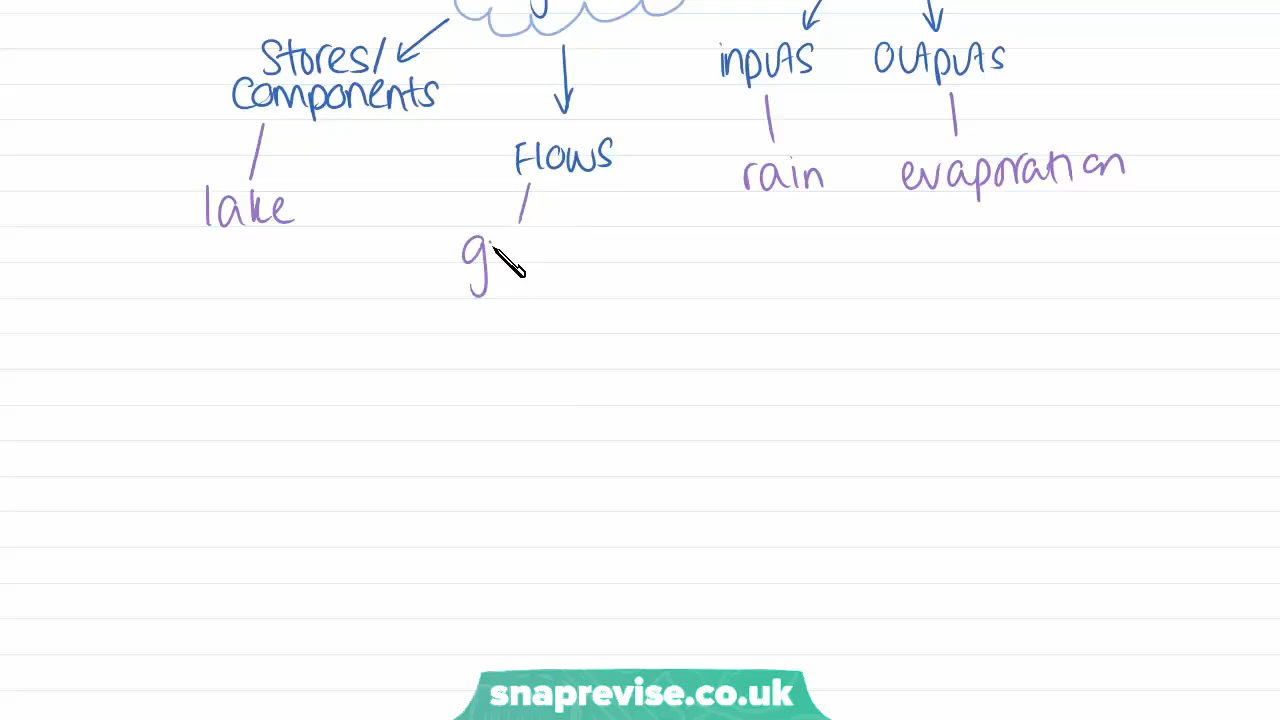 Stores/
Components
inputs
outputs
Flows
lake
rain
evaporation
g
snaprevise.co.uk